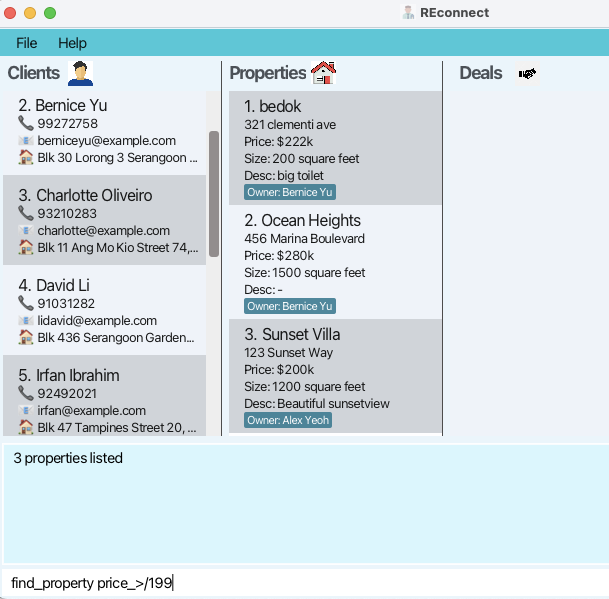 REconnect
File Help
Clients
2. Bernice Yu
99272758
berniceyu@example.com
Blk 30 Lorong 3 Serangoon ...
3. Charlotte Oliveiro
93210283
charlotte@example.com
Blk 11 Ang Mo Kio Street 74,...
4. David Li
91031282
lidavid@example.com
Blk 436 Serangoon Garden...
5. Irfan Ibrahim
92492021
irfan@example.com
Blk 47 Tampines Street 20, ...
Properties
1. bedok
321 clementi ave
Price: $222k
Size: 200 square feet
Desc: big toilet
Owner: Bernice Yu
2. Ocean Heights
456 Marina Boulevard
Price: $280k
Size: 1500 square feet
Desc: -
Owner: Bernice Yu
3. Sunset Villa
123 Sunset Way
Price: $200k
Size: 1200 square feet
Desc: Beautiful sunsetview
Owner: Alex Yeoh
Deals
3 properties listed
find_property price_>/199